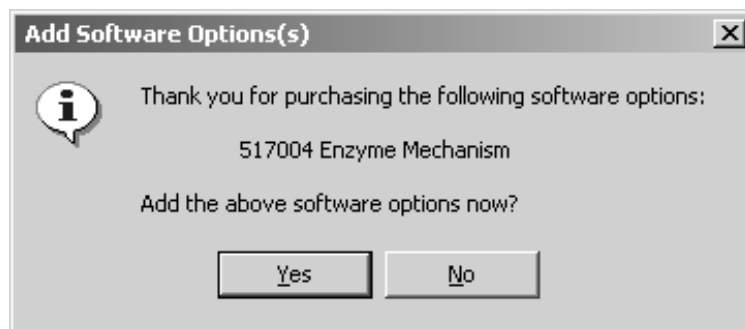 Add Software Options(s)
Thank you for purchasing the following software options:
517004 Enzyme Mechanism
Add the above software options now?
Yes
No